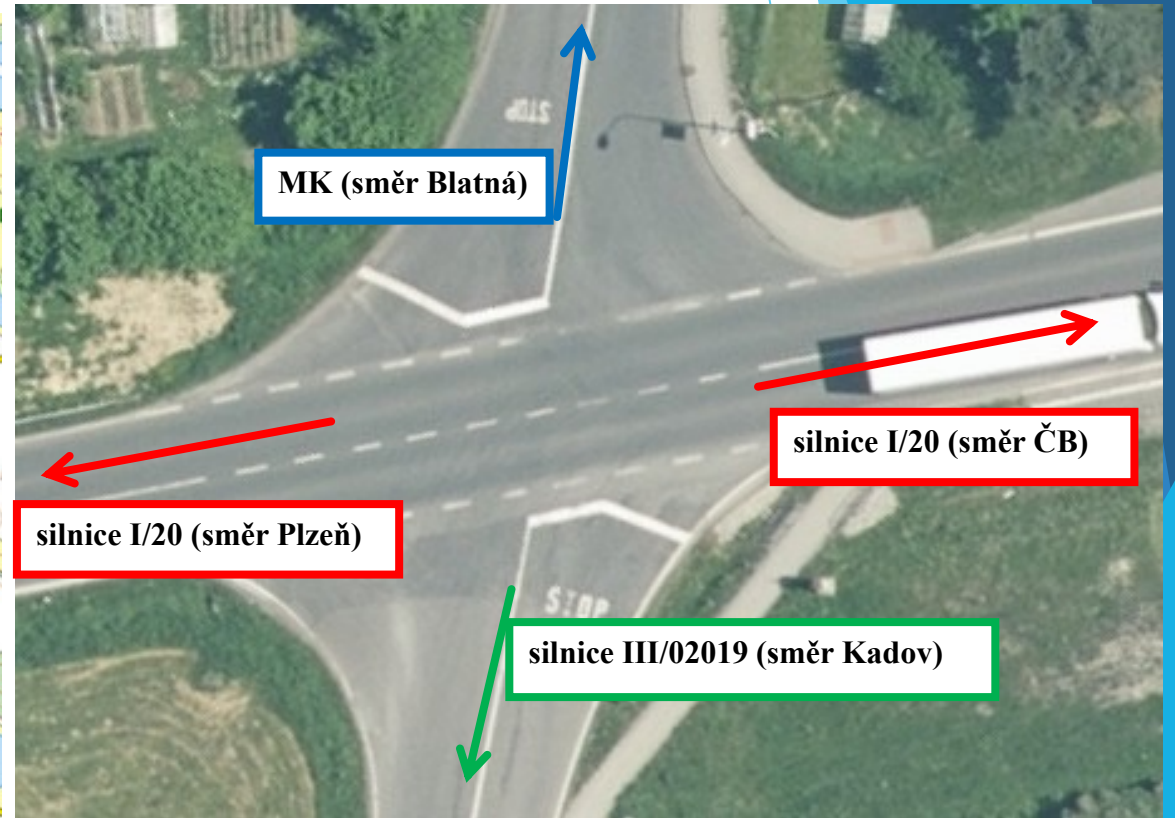 STOP
MK (směr Blatná)
silnice I/20 (směr ČB)
silnice I/20 (směr Plzeň)
STOP
silnice III/02019 (směr Kadov)